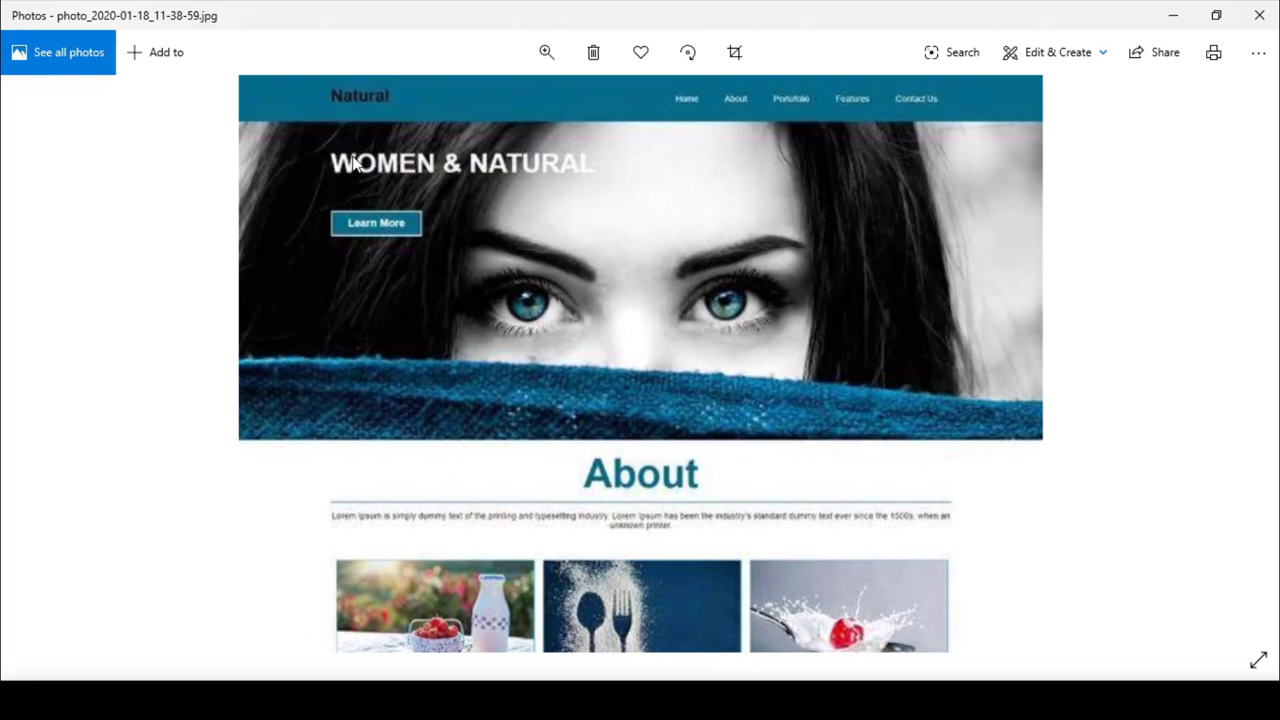 Photos - photo_2020-01-18_11-38-59.jpg
See all photos
Add to
Search
Edit & Create
Share
Natural
Home About Portofolio Features Contact Us
WOMEN & NATURAL
Learn More
About
Lorem Ipsum is simply dummy text of the printing and typesetting industry. Lorem Ipsum has been the industry's standard dummy text ever since the 1500s, when an
unknown printer